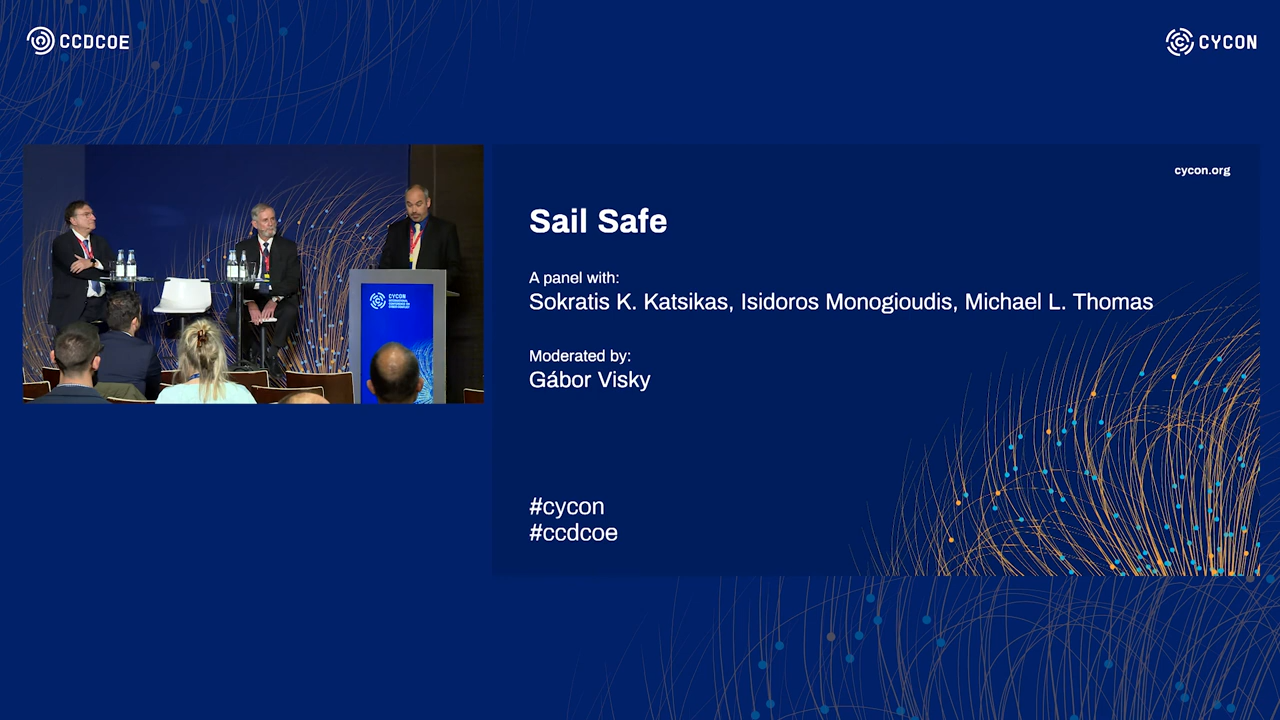 CCDCOE
CYCON
cycon.org
Sail Safe
A panel with:
Sokratis K. Katsikas, Isidoros Monogioudis, Michael L. Thomas
Moderated by:
Gábor Visky
#cycon
#ccdcoe
CYCON